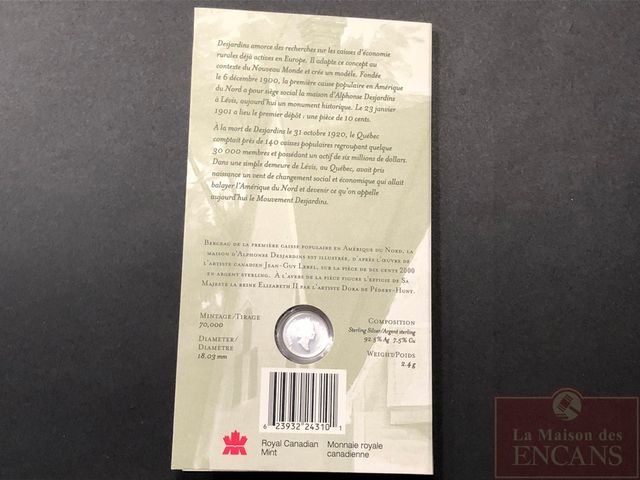 Desjardins amorce des recherches sur les caisses d'économie
rurales déjà actives en Europe. Il adapte ce concept au
contexte du Nouveau Monde et crée un modèle. Fondée
le 6 décembre 1900, la première caisse populaire en Amérique
du Nord a pour siège social la maison d'Alphonse Desjardins
à Lévis, aujourd'hui un monument historique. Le 23 janvier
1901 a lieu le premier dépôt : une pièce de 10 cents.
À la mort de Desjardins le 31 octobre 1920, le Québec
comptait près de 140 caisses populaires regroupant quelque
30 000 membres et possédant un actif de six millions de dollars.
Dans une simple demeure de Lévis, au Québec, avait pris
naissance un vent de changement social et économique qui allait
balayer l'Amérique du Nord et devenir ce qu'on appelle
aujourd'hui le Mouvement Desjardins.
Berceau de la première caisse populaire en Amérique du Nord, la
maison d'Alphonse Desjardins est illustrée, d'après l'œuvre de
l'artiste canadien Jean-Guy Lebel, sur la pièce de dix cents 2000
en argent sterling. À l'avers de la pièce figure l'effigie de Sa
Majesté la reine Elizabeth II par l'artiste Dora de Pédery-Hunt.
Mintage/Tirage
70,000
Diameter/
Diamètre
18.03 mm
Composition
Sterling Silver/Argent sterling
92.5% Ag 7.5% Cu
Weight/Poids
2.4 g
6 23932 24310 1
Royal Canadian
Mint
Monnaie royale
canadienne
La Maison des
ENCANS